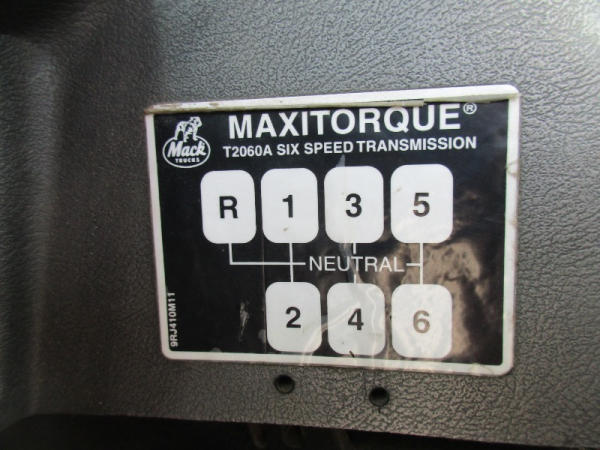 MAXITORQUE®
Mack
TRUCKS
T2060A SIX SPEED TRANSMISSION
R 1 3 5
NEUTRAL
2 4 6
9RJ410M11